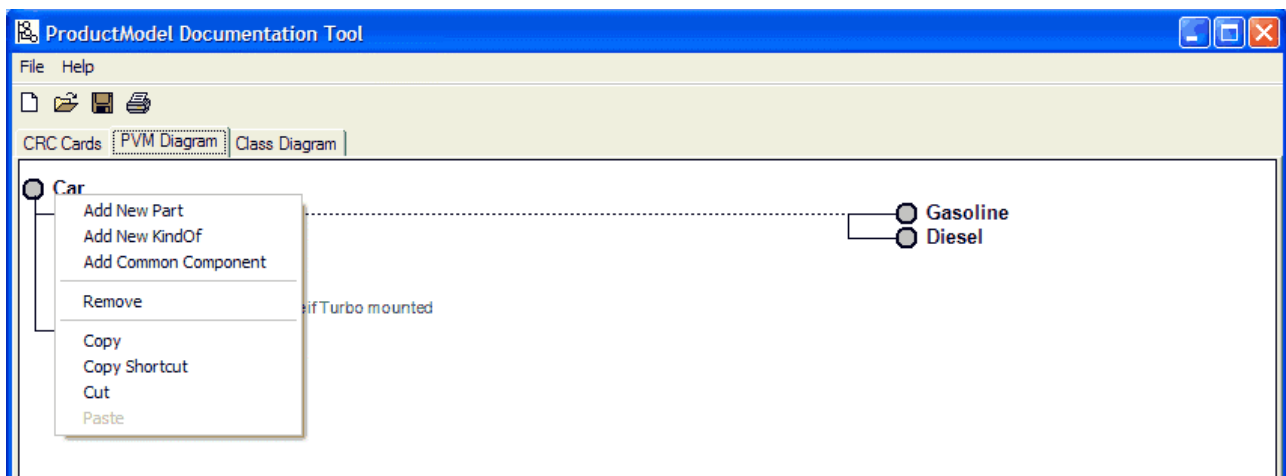 ProductModel Documentation Tool
File Help
CRC Cards PVM Diagram Class Diagram
Car
Add New Part
Gasoline
Add New KindOf
Diesel
Add Common Component
Remove
if Turbo mounted
Copy
Copy Shortcut
Cut
Paste